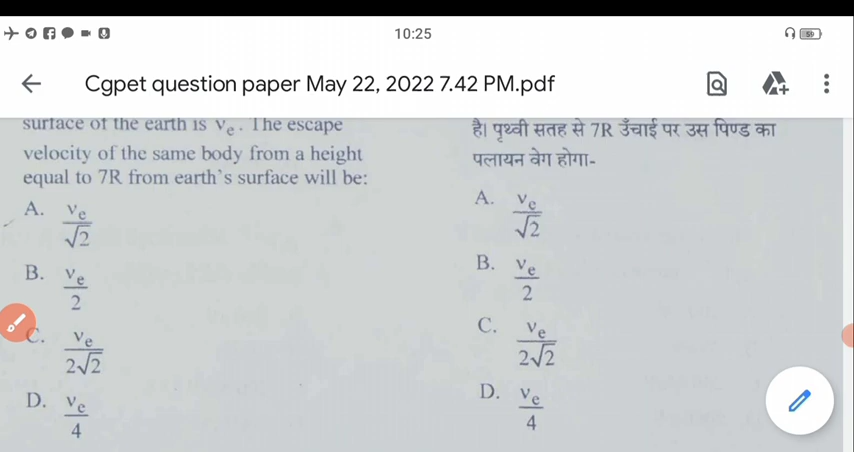 10:25
59
Cgpet question paper May 22, 2022 7.42 PM.pdf
surface of the earth is vₑ. The escape
velocity of the same body from a height
equal to 7R from earth's surface will be:
A. vₑ/√2
B. vₑ/2
C. vₑ/2√2
D. vₑ/4
है। पृथ्वी सतह से 7R उँचाई पर उस पिण्ड का
पलायन वेग होगा-
A. vₑ/√2
B. vₑ/2
C. vₑ/2√2
D. vₑ/4